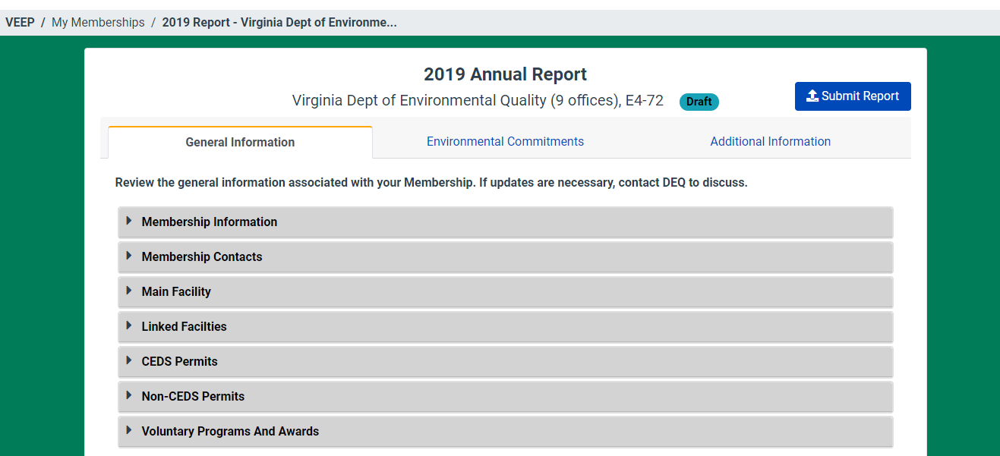 VEEP / My Memberships / 2019 Report - Virginia Dept of Environme...
2019 Annual Report
Virginia Dept of Environmental Quality (9 offices), E4-72 Draft
Submit Report
General Information Environmental Commitments Additional Information
Review the general information associated with your Membership. If updates are necessary, contact DEQ to discuss.
Membership Information
Membership Contacts
Main Facility
Linked Facilties
CEDS Permits
Non-CEDS Permits
Voluntary Programs And Awards